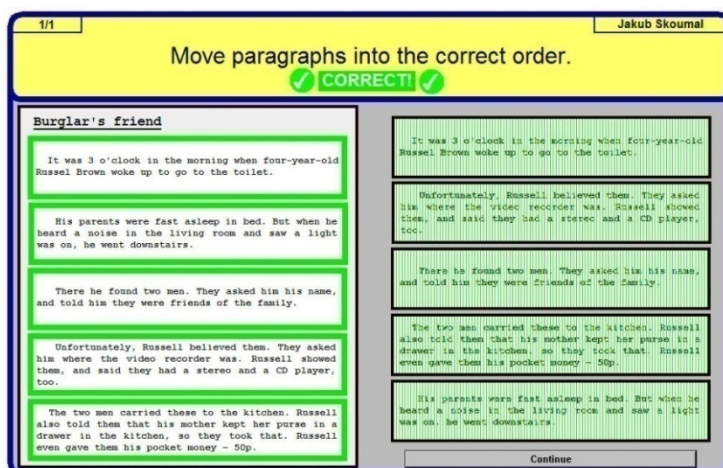 1/1
Jakub Skoumal
Move paragraphs into the correct order.
CORRECT!
Burglar's friend
It was 3 o'clock in the morning when four-year-old
Russel Brown woke up to go to the toilet.
His parents were fast asleep in bed. But when he
heard a noise in the living room and saw a light
was on, he went downstairs.
There he found two men. They asked him his name,
and told him they were friends of the family.
Unfortunately, Russell believed them. They asked
him where the video recorder was. Russell showed
them, and said they had a stereo and a CD player,
too.
The two men carried these to the kitchen. Russell
also told them that his mother kept her purse in a
drawer in the kitchen, so they took that. Russell
even gave them his pocket money – 50p.
It was 3 o'clock in the morning when four-year-old
Russel Brown woke up to go to the toilet.
Unfortunately, Russell believed them. They asked
him where the video recorder was. Russell showed
them, and said they had a stereo and a CD player,
too.
There he found two men. They asked him his name,
and told him they were friends of the family.
The two men carried these to the kitchen. Russell
also told them that his mother kept her purse in a
drawer in the kitchen, so they took that. Russell
even gave them his pocket money – 50p.
His parents were fast asleep in bed. But when he
heard a noise in the living room and saw a light
was on, he went downstairs.
Continue